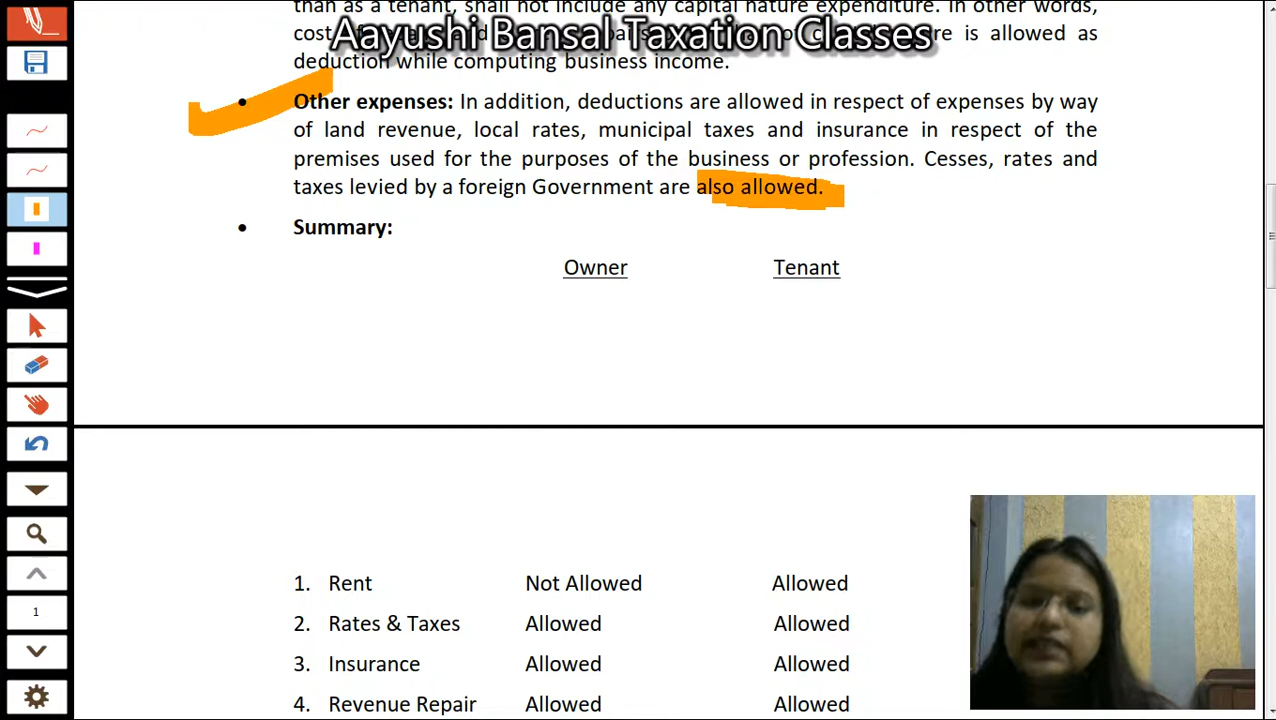 than as a tenant, shall not include any capital nature expenditure. In other words,
Aayushi Bansal Taxation Classes
cost is allowed as
deduction while computing business income.
• Other expenses: In addition, deductions are allowed in respect of expenses by way
of land revenue, local rates, municipal taxes and insurance in respect of the
premises used for the purposes of the business or profession. Cesses, rates and
taxes levied by a foreign Government are also allowed.
• Summary:
Owner Tenant
1. Rent Not Allowed Allowed
2. Rates & Taxes Allowed Allowed
3. Insurance Allowed Allowed
4. Revenue Repair Allowed Allowed
1